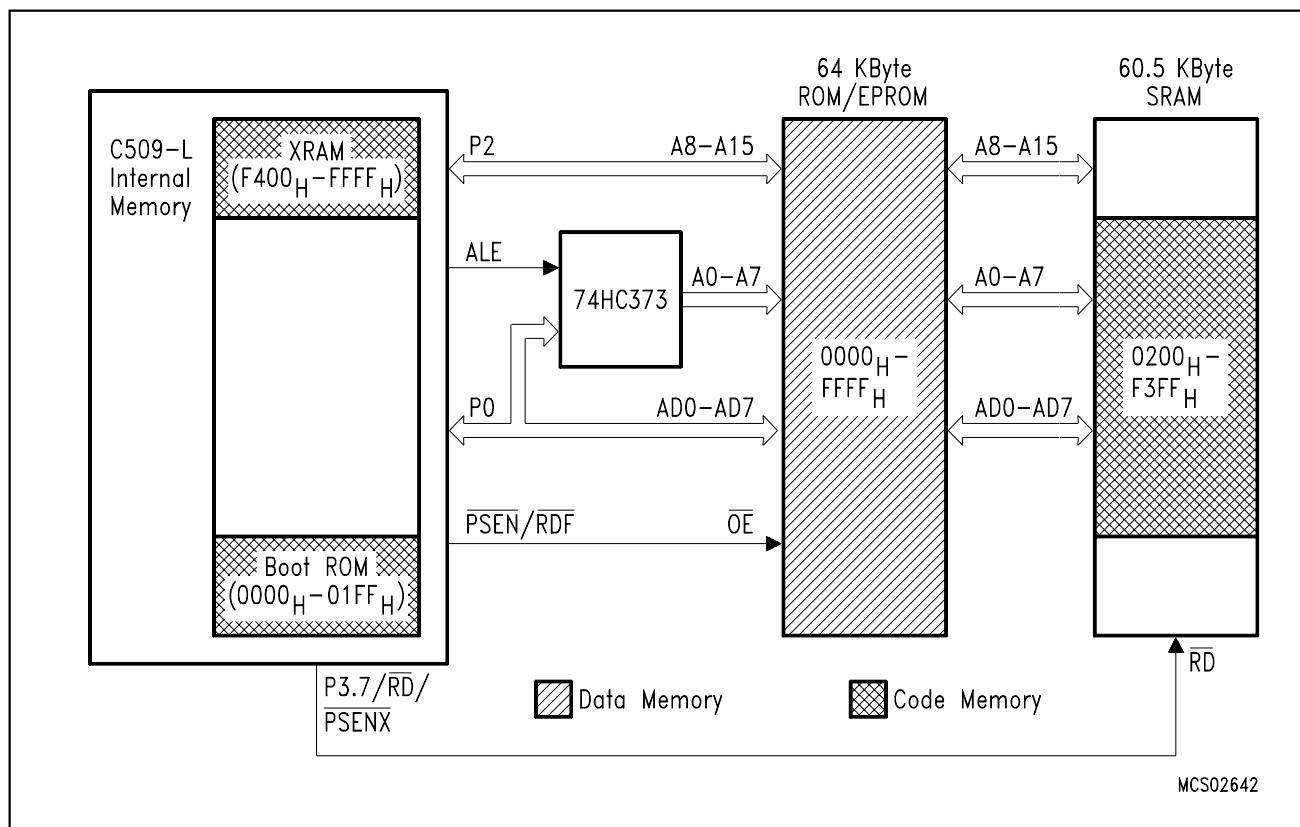 64 KByte
ROM/EPROM
60.5 KByte
SRAM
C509-L
Internal
Memory
XRAM
(F400H-FFFFH)
P2
A8-A15
A8-A15
ALE
74HC373
A0-A7
A0-A7
0000H-
FFFFH
0200H-
F3FFH
P0
AD0-AD7
AD0-AD7
PSEN/RDF
OE
Boot ROM
(0000H-01FFH)
RD
P3.7/RD/
PSENX
Data Memory
Code Memory
MCS02642